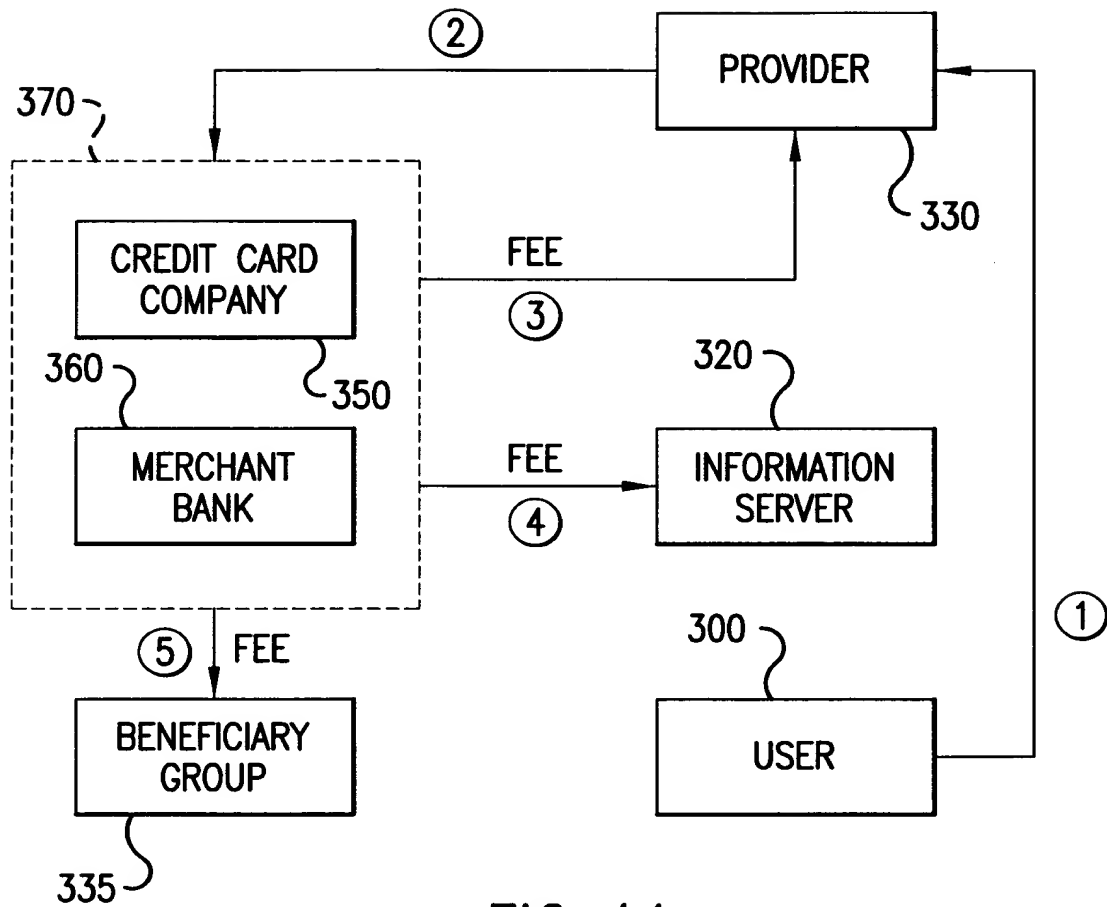 ②
PROVIDER
370
330
CREDIT CARD
COMPANY
FEE
③
360
350
320
MERCHANT
BANK
FEE
④
INFORMATION
SERVER
①
⑤ FEE
300
BENEFICIARY
GROUP
USER
335